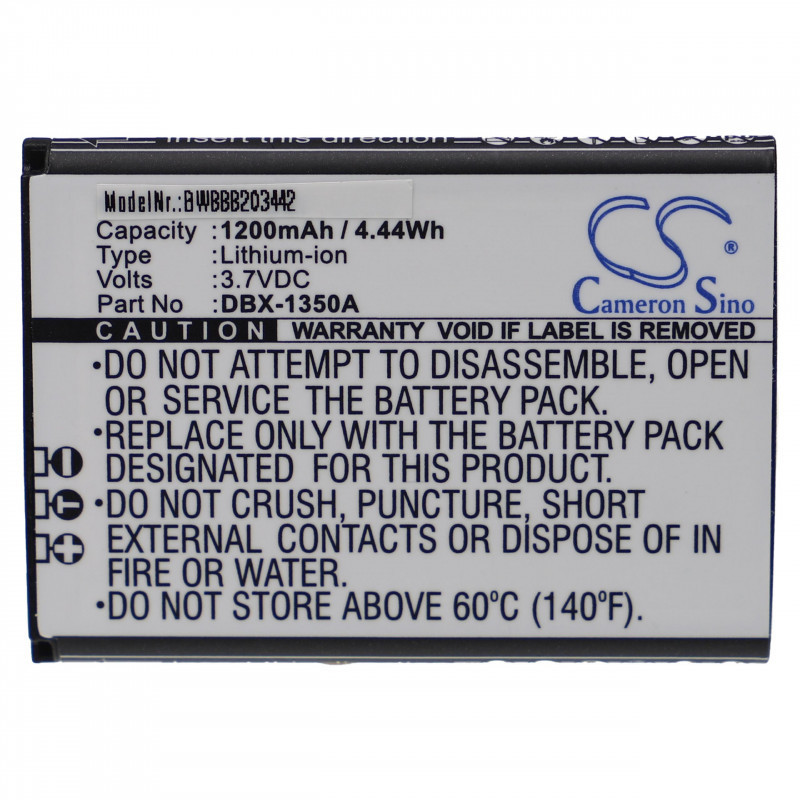 Insert this direction
ModelNr.:BWBBB203442
Capacity :1200mAh / 4.44Wh
Type :Lithium-ion
Volts :3.7VDC
Part No :DBX-1350A
CS®
Cameron Sino
CAUTION WARRANTY VOID IF LABEL IS REMOVED
•DO NOT ATTEMPT TO DISASSEMBLE, OPEN
OR SERVICE THE BATTERY PACK.
•REPLACE ONLY WITH THE BATTERY PACK
DESIGNATED FOR THIS PRODUCT.
•DO NOT CRUSH, PUNCTURE, SHORT
EXTERNAL CONTACTS OR DISPOSE OF
IN FIRE OR WATER.
•DO NOT STORE ABOVE 60ºC (140ºF).